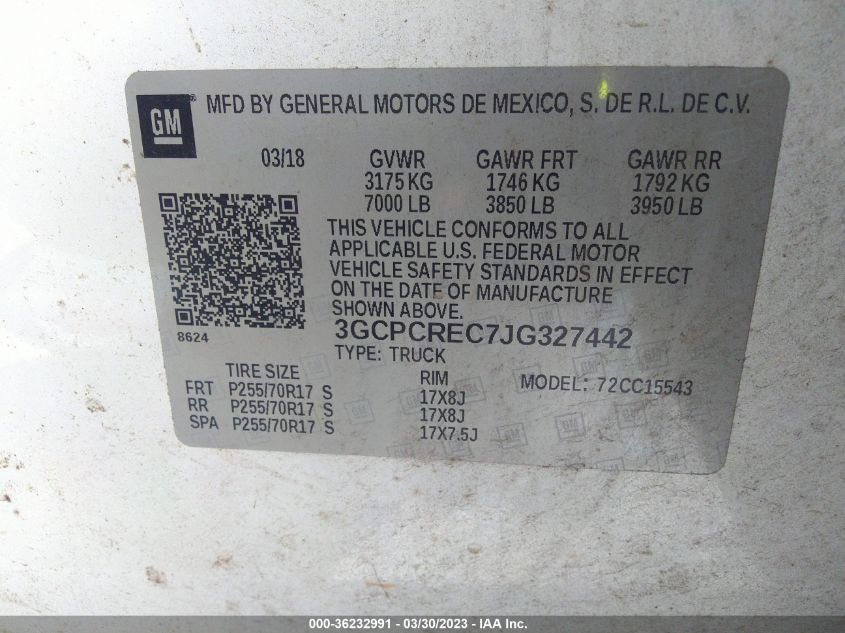 GM ® MFD BY GENERAL MOTORS DE MEXICO, S. DE R.L. DE C.V.
03/18 GVWR GAWR FRT GAWR RR
3175 KG 1746 KG 1792 KG
7000 LB 3850 LB 3950 LB
THIS VEHICLE CONFORMS TO ALL
APPLICABLE U.S. FEDERAL MOTOR
VEHICLE SAFETY STANDARDS IN EFFECT
ON THE DATE OF MANUFACTURE
SHOWN ABOVE.
8624
3GCPCREC7JG327442
TYPE: TRUCK
TIRE SIZE RIM MODEL: 72CC15543
FRT P255/70R17 S 17X8J
RR P255/70R17 S 17X8J
SPA P255/70R17 S 17X7.5J
000-36232991 - 03/30/2023 - IAA Inc.